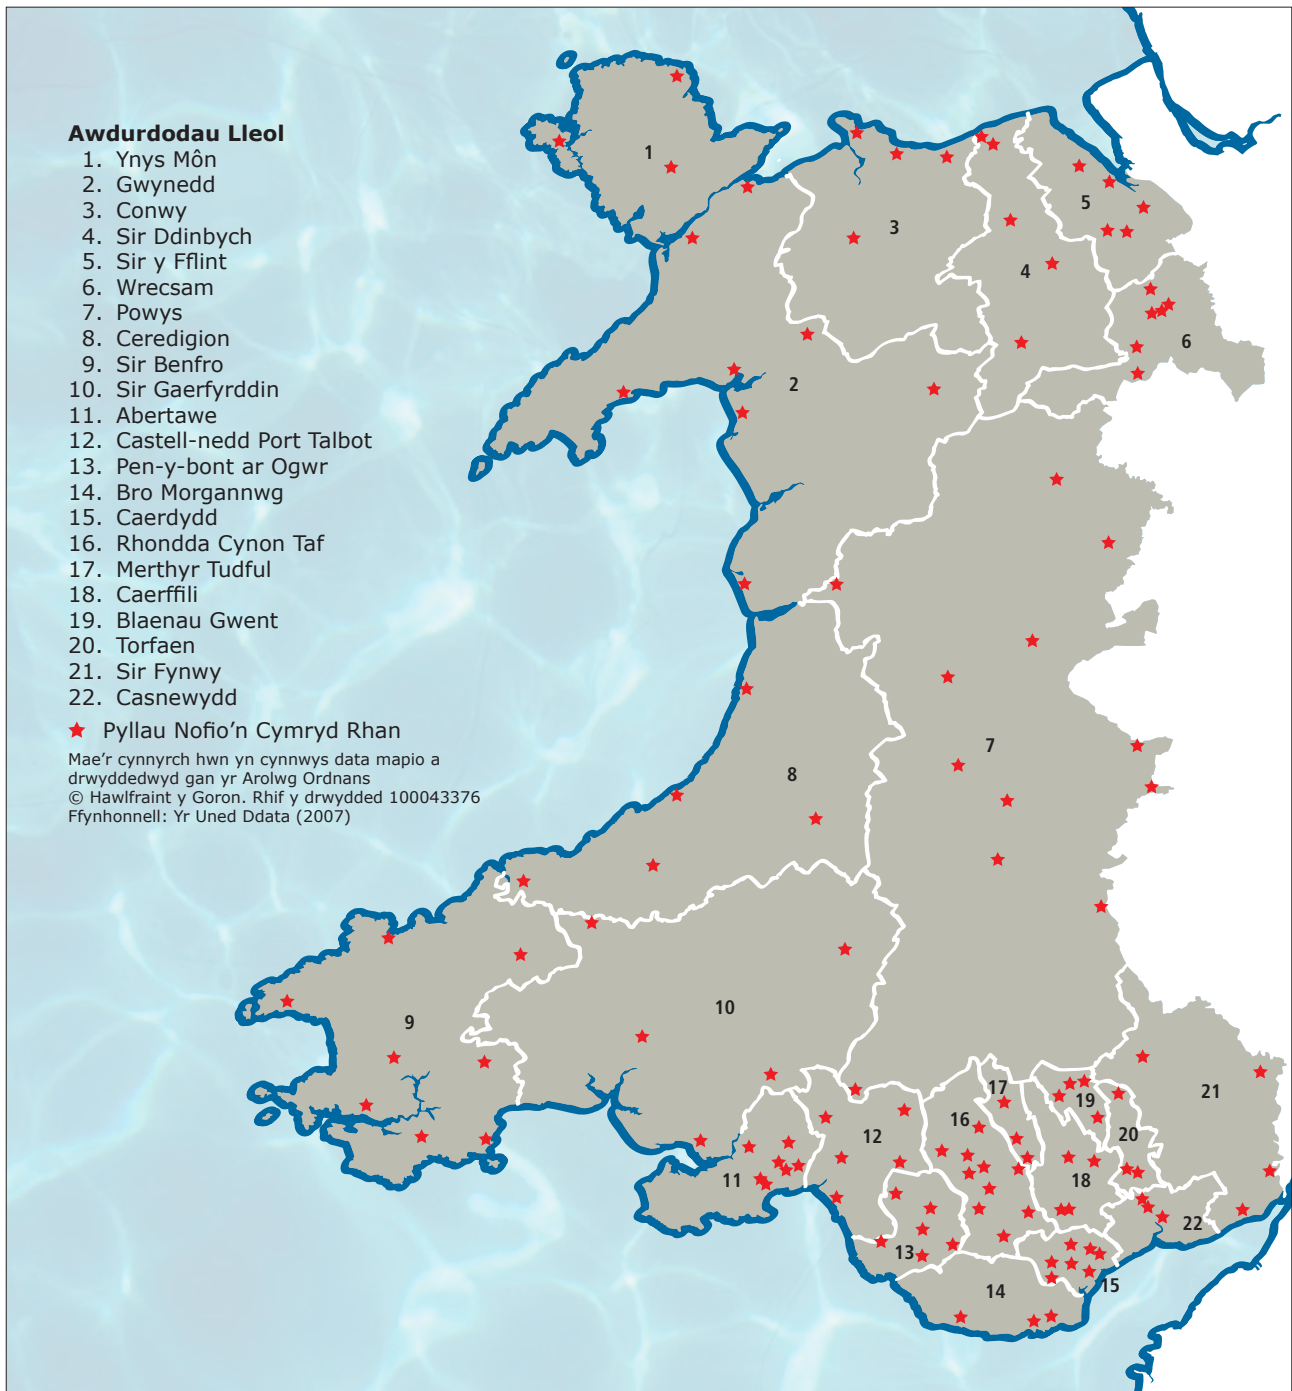 Awdurdodau Lleol
1. Ynys Môn
2. Gwynedd
3. Conwy
4. Sir Ddinbych
5. Sir y Fflint
6. Wrecsam
7. Powys
8. Ceredigion
9. Sir Benfro
10. Sir Gaerfyrddin
11. Abertawe
12. Castell-nedd Port Talbot
13. Pen-y-bont ar Ogwr
14. Bro Morgannwg
15. Caerdydd
16. Rhondda Cynon Taf
17. Merthyr Tudful
18. Caerffili
19. Blaenau Gwent
20. Torfaen
21. Sir Fynwy
22. Casnewydd
Pyllau Nofio'n Cymryd Rhan
Mae'r cynnyrch hwn yn cynnwys data mapio a
drwyddedwyd gan yr Arolwg Ordnans
© Hawlfraint y Goron. Rhif y drwydded 100043376
Ffynhonnell: Yr Uned Ddata (2007)
1
2
3
4
5
6
7
8
9
10
11
12
13
14
15
16
17
18
19
20
21
22